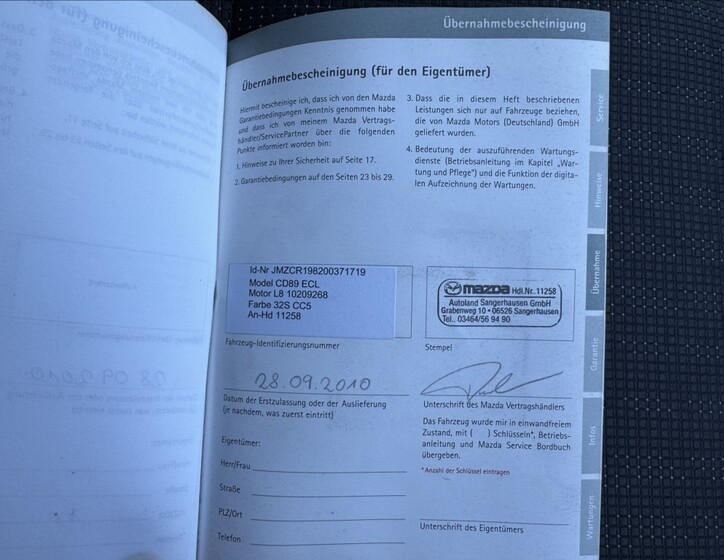 Übernahmebescheinigung
Übernahmebescheinigung (für den Eigentümer)
Hiermit bescheinige ich, dass ich von den Mazda
Garantiebedingungen Kenntnis genommen habe
und dass ich von meinem Mazda Vertrags-
händler/ServicePartner über die folgenden
Punkte informiert worden bin:
1. Hinweise zu Ihrer Sicherheit auf Seite 17.
2. Garantiebedingungen auf den Seiten 23 bis 29.
3. Dass die in diesem Heft beschriebenen
Leistungen sich nur auf Fahrzeuge beziehen,
die von Mazda Motors (Deutschland) GmbH
geliefert wurden.
4. Bedeutung der auszuführenden Wartungs-
dienste (Betriebsanleitung im Kapitel „War-
tung und Pflege") und die Funktion der digita-
len Aufzeichnung der Wartungen.
Id-Nr JMZCR198200371719
Model CD89 ECL
Motor L8 10209268
Farbe 32S CC5
An-Hd 11258
Fahrzeug-Identifizierungsnummer
mazda Hdl.Nr. 11258
Autoland Sangerhausen GmbH
Grabenweg 10 • 06526 Sangerhausen
Tel.. 03464/56 94 90
Stempel
28.09.2010
Datum der Erstzulassung oder der Auslieferung
(je nachdem, was zuerst eintritt)
Unterschrift des Mazda Vertragshändlers
Das Fahrzeug wurde mir in einwandfreiem
Zustand, mit ( ) Schlüsseln*, Betriebs-
anleitung und Mazda Service Bordbuch
übergeben.
*Anzahl der Schlüssel eintragen
Eigentümer:
Herr/Frau
Straße
PLZ/Ort
Telefon
Unterschrift des Eigentümers
Service
Hinweise
Übernahme
Garantie
Infos
Wartungen